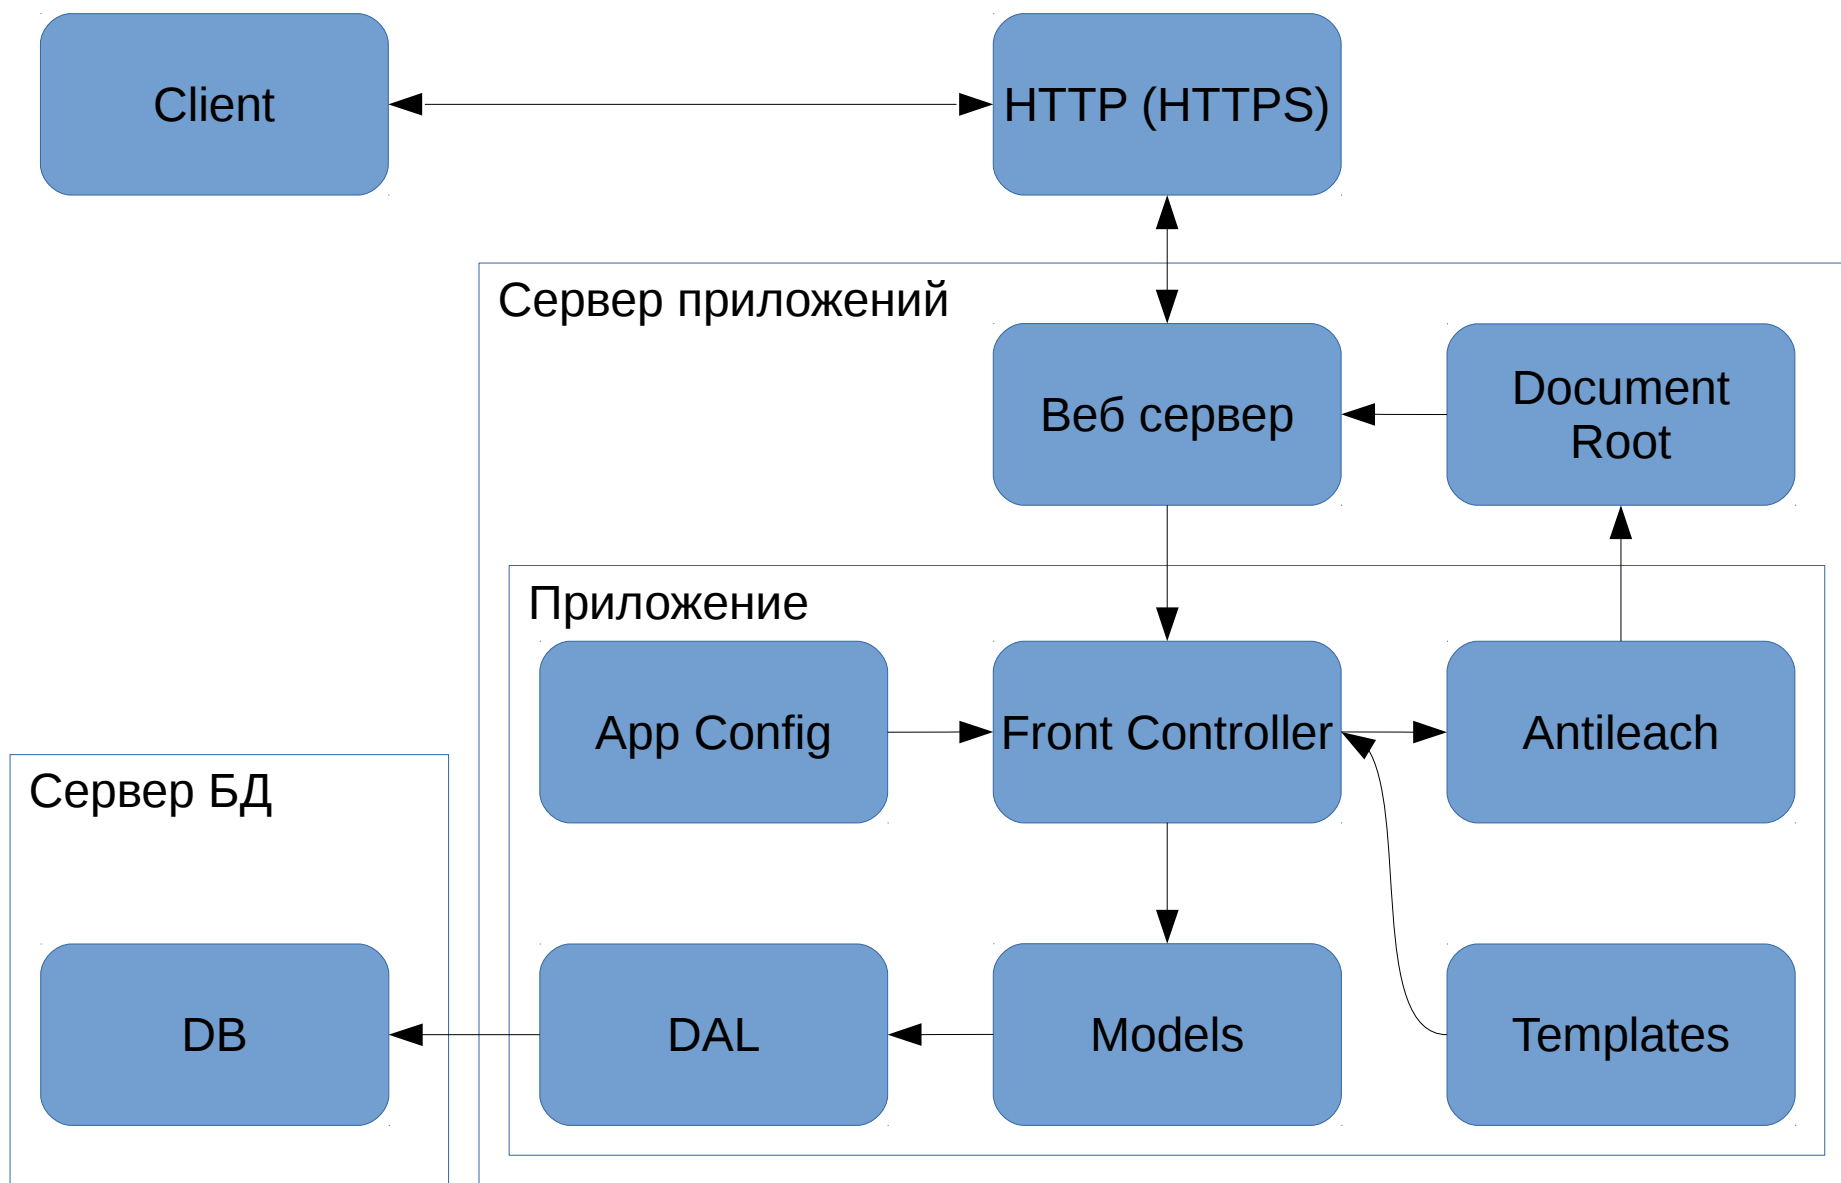 Client
HTTP (HTTPS)
Сервер приложений
Веб сервер
Document
Root
Приложение
App Config
Front Controller
Antileach
Сервер БД
DB
DAL
Models
Templates